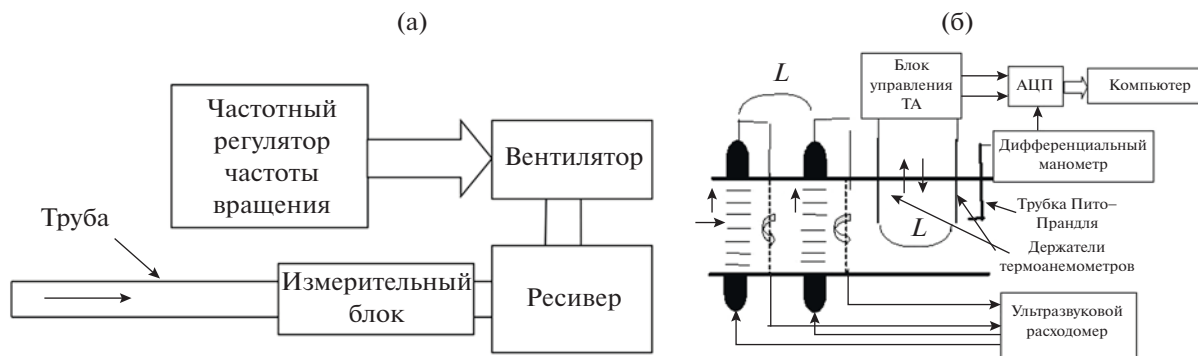 (а)
Частотный
регулятор
частоты
вращения
Вентилятор
Труба
Измерительный
блок
Ресивер
(б)
L
Блок
управления
ТА
АЦП
Компьютер
Дифференциальный
манометр
Трубка Пито–
Прандля
L
Держатели
термоанемометров
Ультразвуковой
расходомер